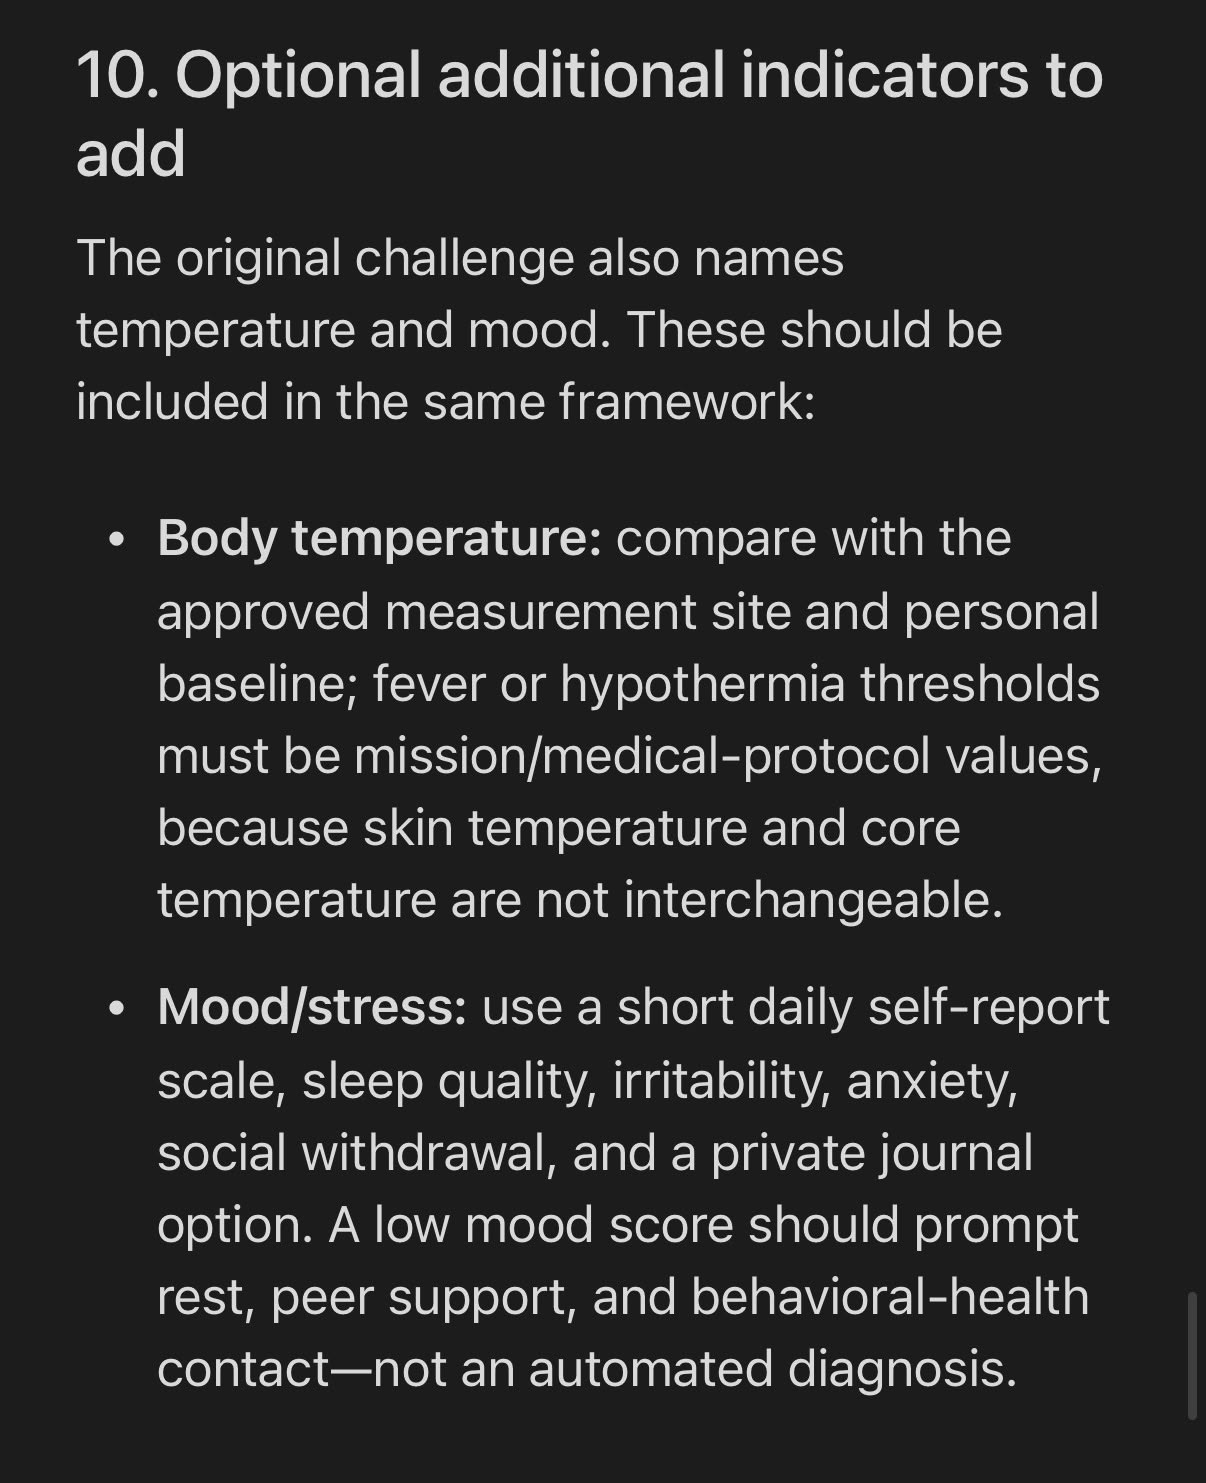 10. Optional additional indicators to
add
The original challenge also names
temperature and mood. These should be
included in the same framework:
• Body temperature: compare with the
approved measurement site and personal
baseline; fever or hypothermia thresholds
must be mission/medical-protocol values,
because skin temperature and core
temperature are not interchangeable.
• Mood/stress: use a short daily self-report
scale, sleep quality, irritability, anxiety,
social withdrawal, and a private journal
option. A low mood score should prompt
rest, peer support, and behavioral-health
contact—not an automated diagnosis.